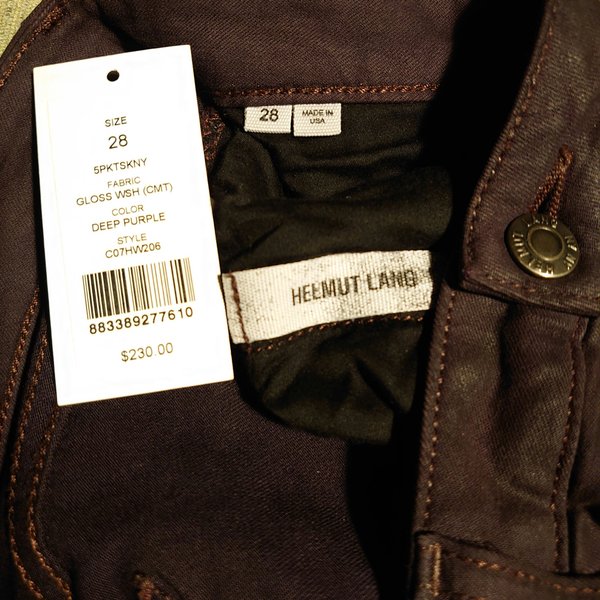 SIZE
28
5PKTSKNY
FABRIC
GLOSS WSH (CMT)
COLOR
DEEP PURPLE
STYLE
C07HW206
883389277610
$230.00
28
MADE IN
USA
HELMUT LANG